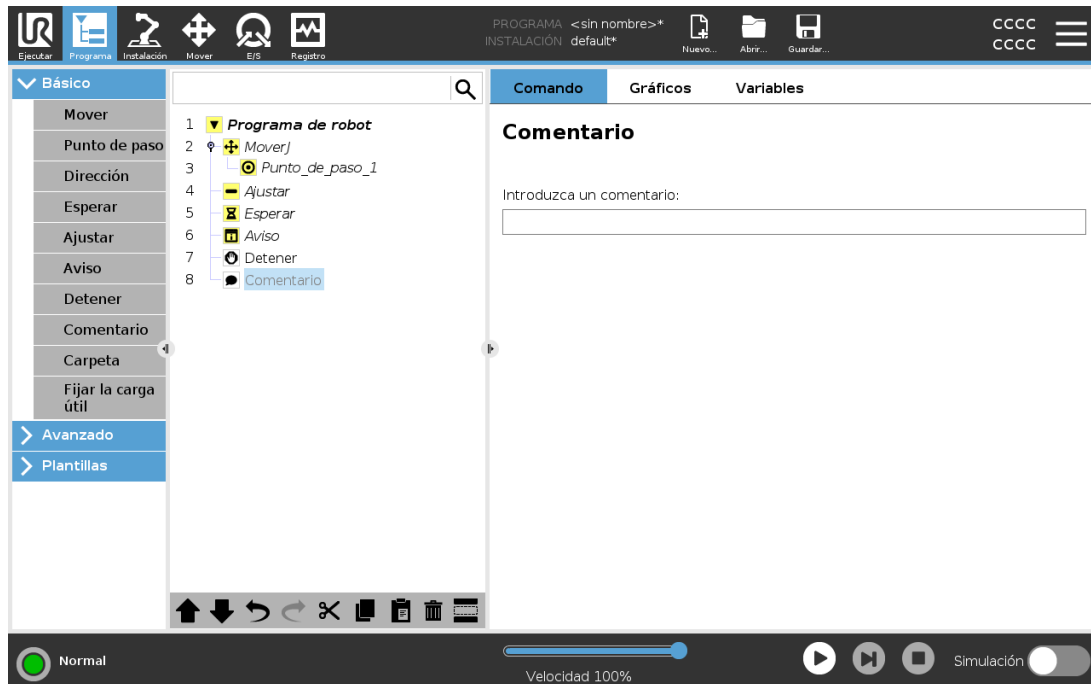 PROGRAMA <sin nombre>*
INSTALACIÓN default*
Ejecutar Programa Instalación Mover E/S Registro Nuevo... Abrir... Guardar...
CCCC
CCCC
Básico
Mover
Punto de paso
Dirección
Esperar
Ajustar
Aviso
Detener
Comentario
Carpeta
Fijar la carga
útil
Avanzado
Plantillas
1 Programa de robot
2 MoverJ
3 Punto_de_paso_1
4 Ajustar
5 Esperar
6 Aviso
7 Detener
8 Comentario
Comando Gráficos Variables
Comentario
Introduzca un comentario:
Normal
Velocidad 100%
Simulación